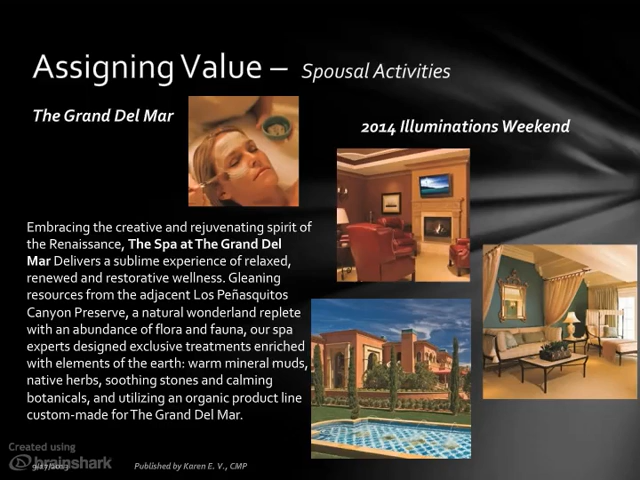 Assigning Value – Spousal Activities
The Grand Del Mar
2014 Illuminations Weekend
Embracing the creative and rejuvenating spirit of
the Renaissance, The Spa at The Grand Del
Mar Delivers a sublime experience of relaxed,
renewed and restorative wellness. Gleaning
resources from the adjacent Los Peñasquitos
Canyon Preserve, a natural wonderland replete
with an abundance of flora and fauna, our spa
experts designed exclusive treatments enriched
with elements of the earth: warm mineral muds,
native herbs, soothing stones and calming
botanicals, and utilizing an organic product line
custom-made for The Grand Del Mar.
Created using
brainshark
Published by Karen E. V., CMP